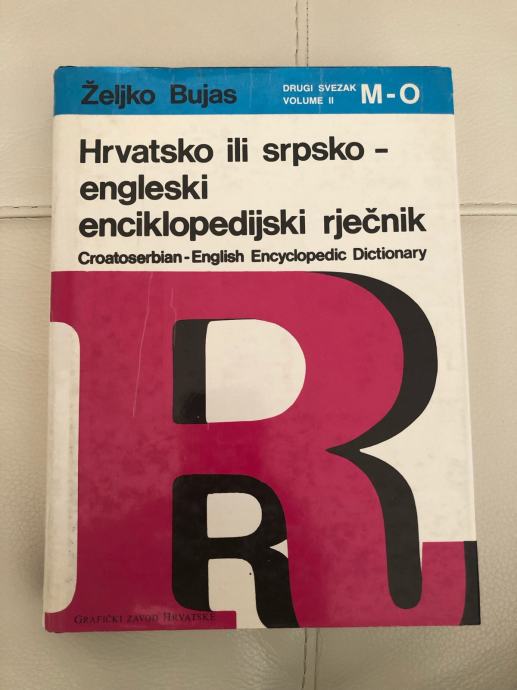 Željko Bujas
DRUGI SVEZAK
VOLUME II
M-O
Hrvatsko ili srpsko-
engleski
enciklopedijski rječnik
Croatoserbian-English Encyclopedic Dictionary
R
R
GRAFIČKI ZAVOD HRVATSKE